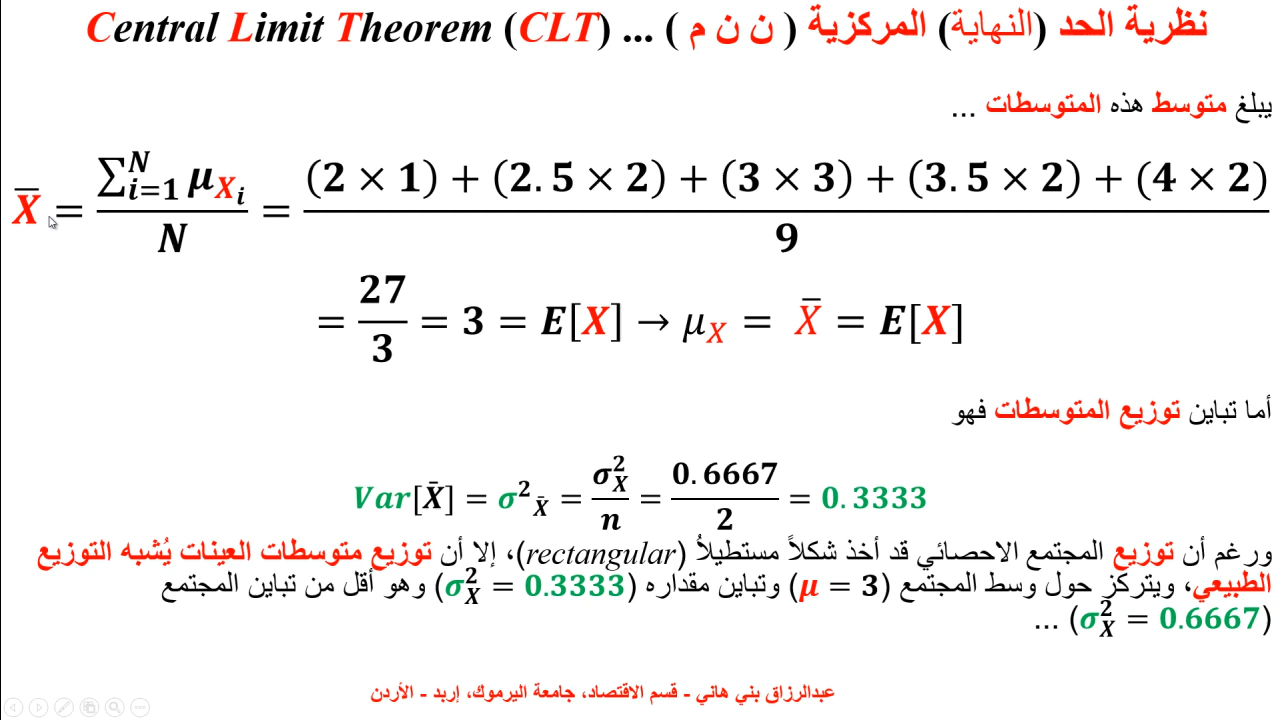 Central Limit Theorem (CLT) ... ( نظرية الحد (النهاية) المركزية ( ن ن م
يبلغ متوسط هذه المتوسطات ...
X̄ = ∑_{i=1}^{N} μ_{X_i} / N = ((2 × 1) + (2.5 × 2) + (3 × 3) + (3.5 × 2) + (4 × 2)) / 9
= 27/3 = 3 = E[X] → μ_X = X̄ = E[X]
أما تباين توزيع المتوسطات فهو
Var[X̄] = σ²_X̄ = σ²_X / n = 0.6667 / 2 = 0.3333
ورغم أن توزيع المجتمع الاحصائي قد أخذ شكلاً مستطيلاُ (rectangular)، إلا أن توزيع متوسطات العينات يُشبه التوزيع
الطبيعي، ويتركز حول وسط المجتمع (μ = 3) وتباين مقداره (σ²_X = 0.3333) وهو أقل من تباين المجتمع
(σ²_X = 0.6667) ...
عبدالرزاق بني هاني - قسم الاقتصاد، جامعة اليرموك، إربد - الأردن